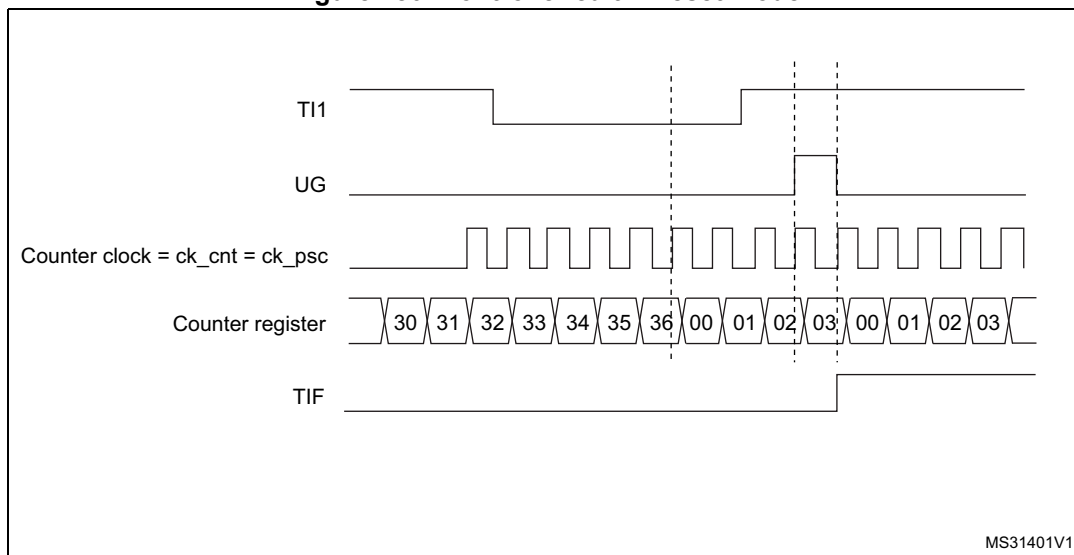 TI1
UG
Counter clock = ck_cnt = ck_psc
Counter register 30 31 32 33 34 35 36 00 01 02 03 00 01 02 03
TIF
MS31401V1